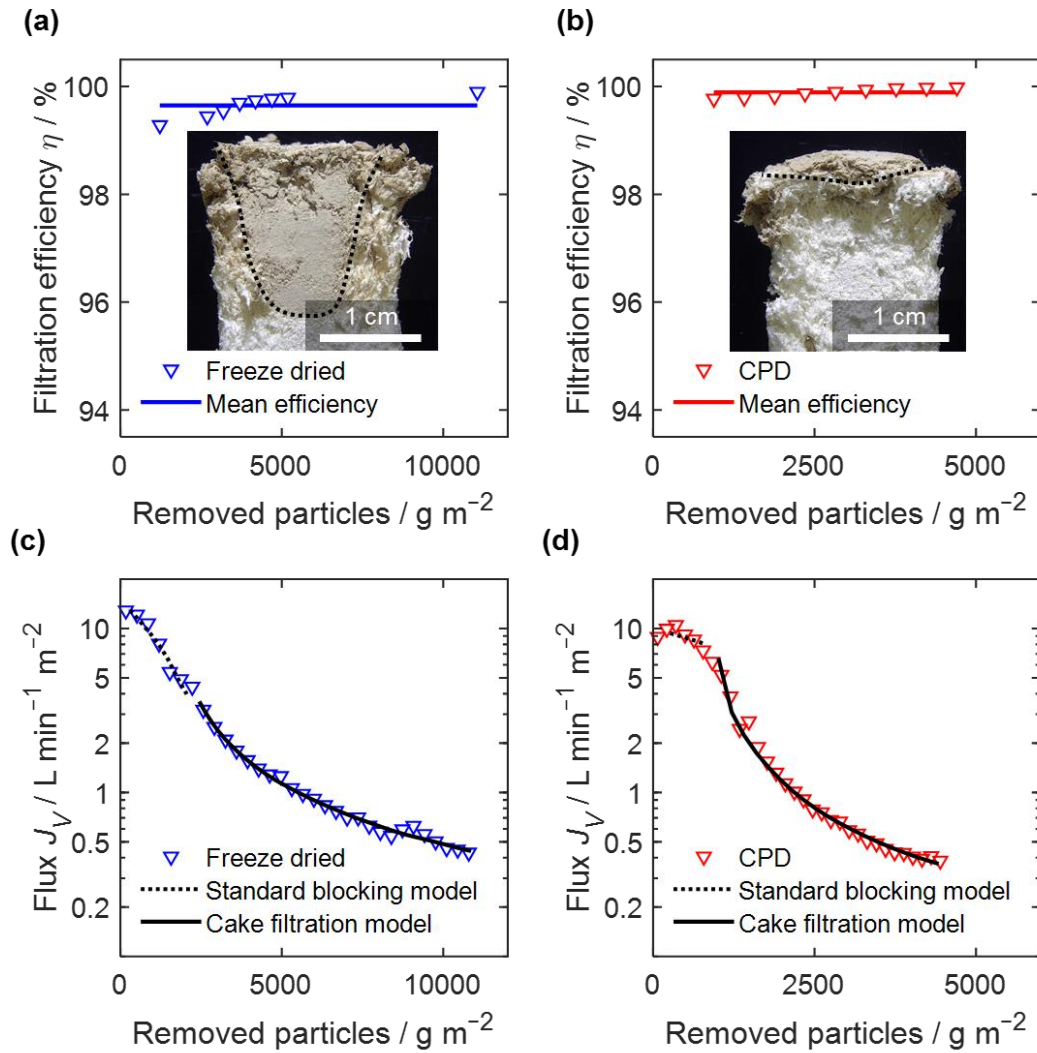 (a)
Filtration efficiency η / %
100
98
96
94
1 cm
Freeze dried
Mean efficiency
0
5000
10000
Removed particles / g m⁻²
(b)
Filtration efficiency η / %
100
98
96
94
1 cm
CPD
Mean efficiency
0
2500
5000
Removed particles / g m⁻²
(c)
Flux J_V / L min⁻¹ m⁻²
10
5
2
1
0.5
0.2
Freeze dried
Standard blocking model
Cake filtration model
0
5000
10000
Removed particles / g m⁻²
(d)
Flux J_V / L min⁻¹ m⁻²
10
5
2
1
0.5
0.2
CPD
Standard blocking model
Cake filtration model
0
2500
5000
Removed particles / g m⁻²